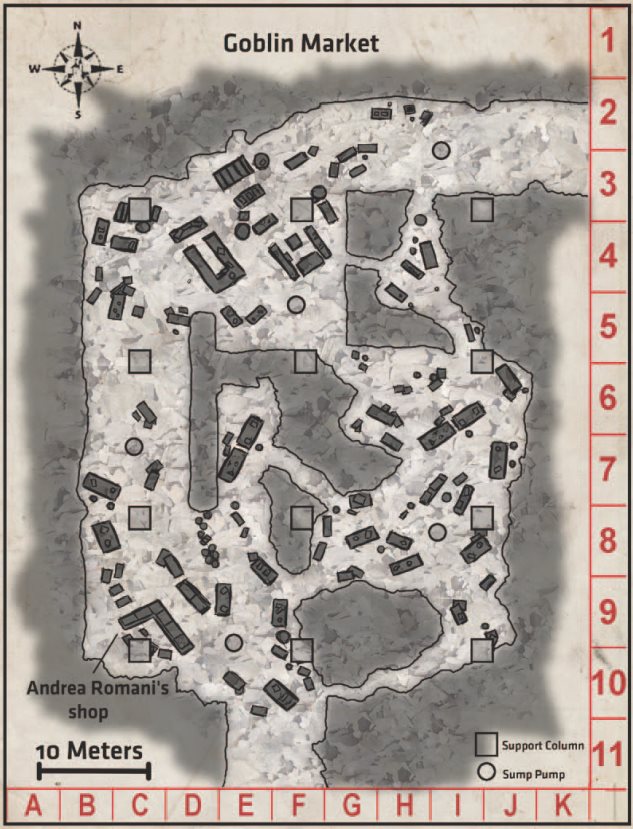 Goblin Market
N
W E
S
1
2
3
4
5
6
7
8
9
10
11
Andrea Romani's
shop
10 Meters
Support Column
Sump Pump
A B C D E F G H I J K